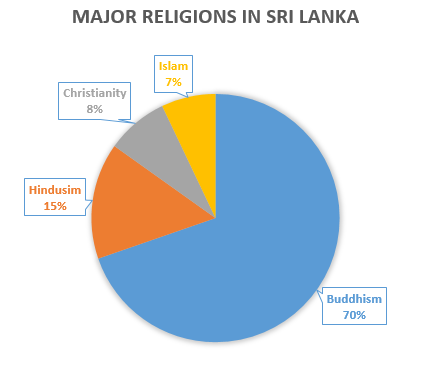 MAJOR RELIGIONS IN SRI LANKA
Islam
7%
Christianity
8%
Hindusim
15%
Buddhism
70%